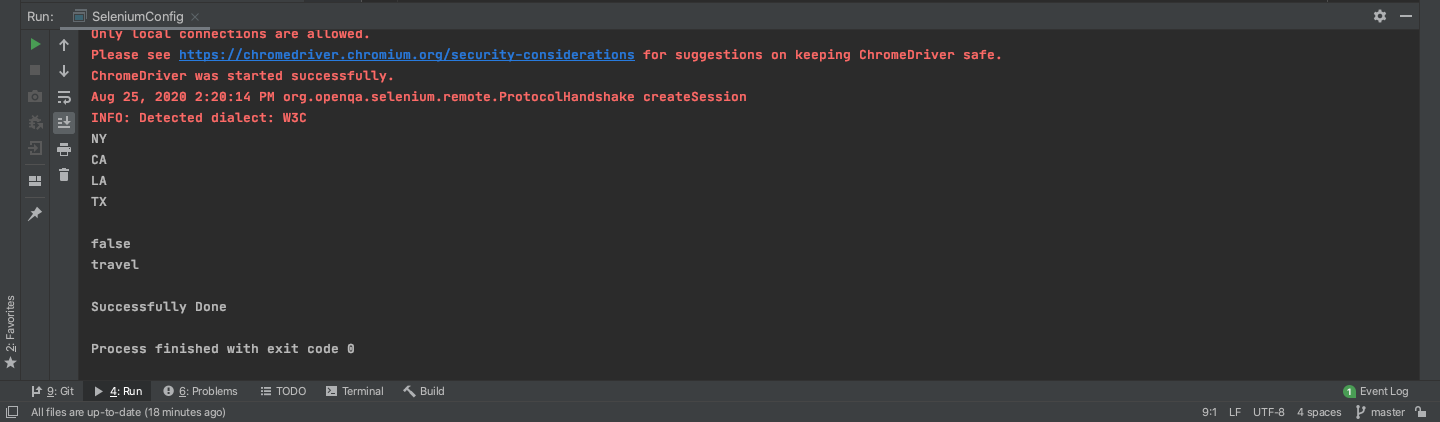 Run: SeleniumConfig
Only local connections are allowed.
Please see https://chromedriver.chromium.org/security-considerations for suggestions on keeping ChromeDriver safe.
ChromeDriver was started successfully.
Aug 25, 2020 2:20:14 PM org.openqa.selenium.remote.ProtocolHandshake createSession
INFO: Detected dialect: W3C
NY
CA
LA
TX
false
travel
Successfully Done
Process finished with exit code 0
2: Favorites
9: Git 4: Run 6: Problems TODO Terminal Build 1 Event Log
All files are up-to-date (18 minutes ago) 9:1 LF UTF-8 4 spaces master